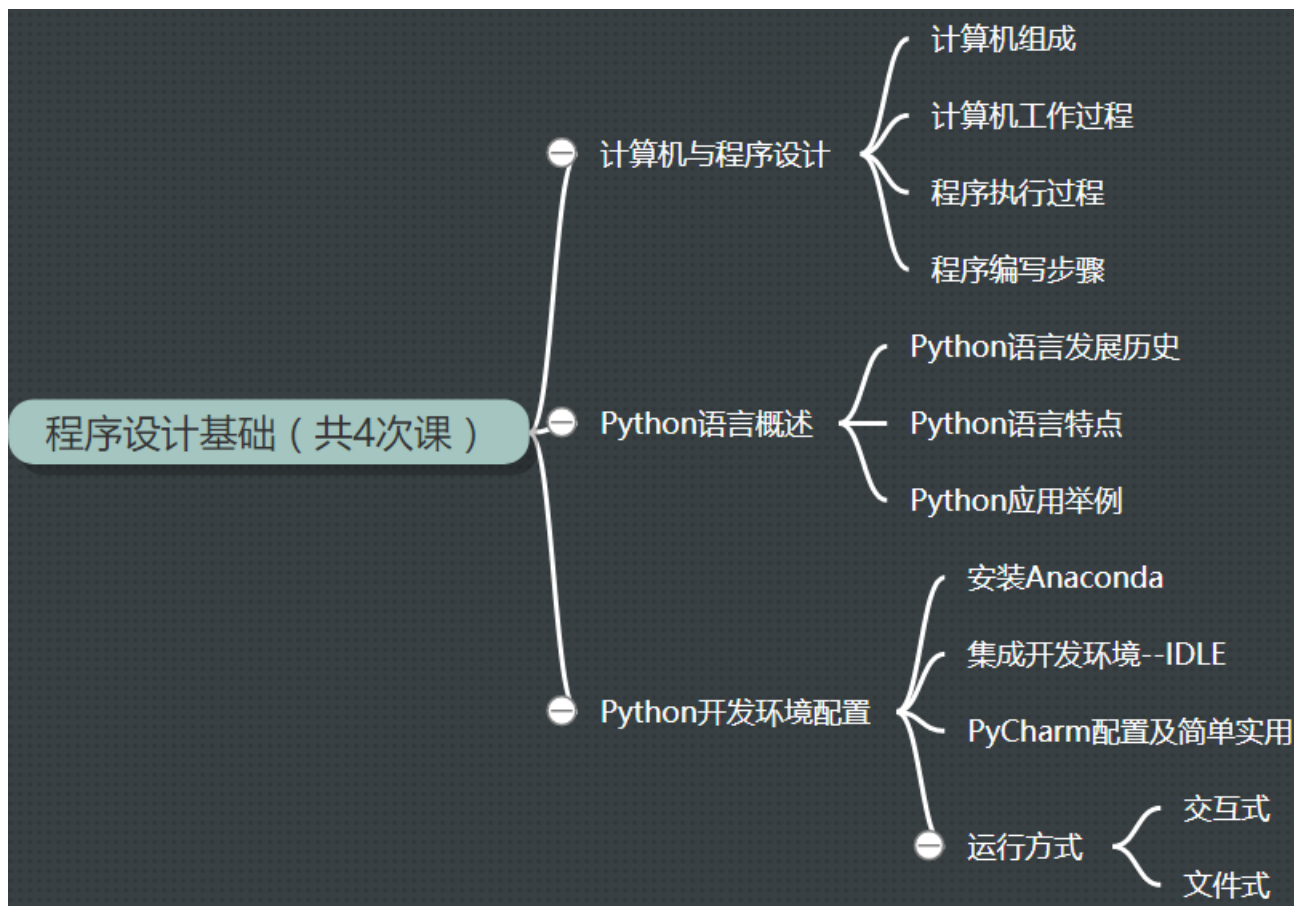 程序设计基础（共4次课）
计算机与程序设计
计算机组成
计算机工作过程
程序执行过程
程序编写步骤
Python语言概述
Python语言发展历史
Python语言特点
Python应用举例
Python开发环境配置
安装Anaconda
集成开发环境--IDLE
PyCharm配置及简单实用
运行方式
交互式
文件式